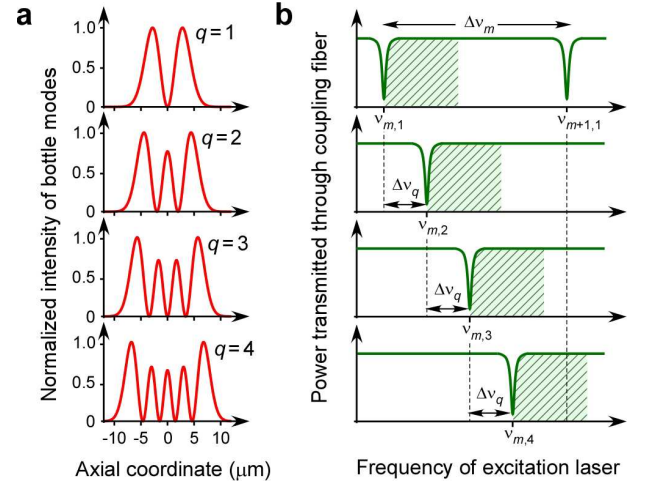 a
Normalized intensity of bottle modes
1.0
0.5
0
q = 1
1.0
0.5
0
q = 2
1.0
0.5
0
q = 3
1.0
0.5
0
q = 4
-10 -5 0 5 10
Axial coordinate (μm)
b
Power transmitted through coupling fiber
Δν_m
ν_m,1 ν_m+1,1
Δν_q
ν_m,2
Δν_q
ν_m,3
Δν_q
ν_m,4
Frequency of excitation laser